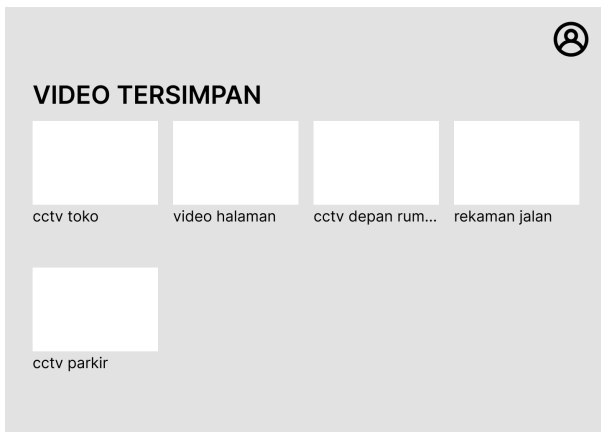 VIDEO TERSIMPAN
cctv toko
video halaman
cctv depan rum...
rekaman jalan
cctv parkir